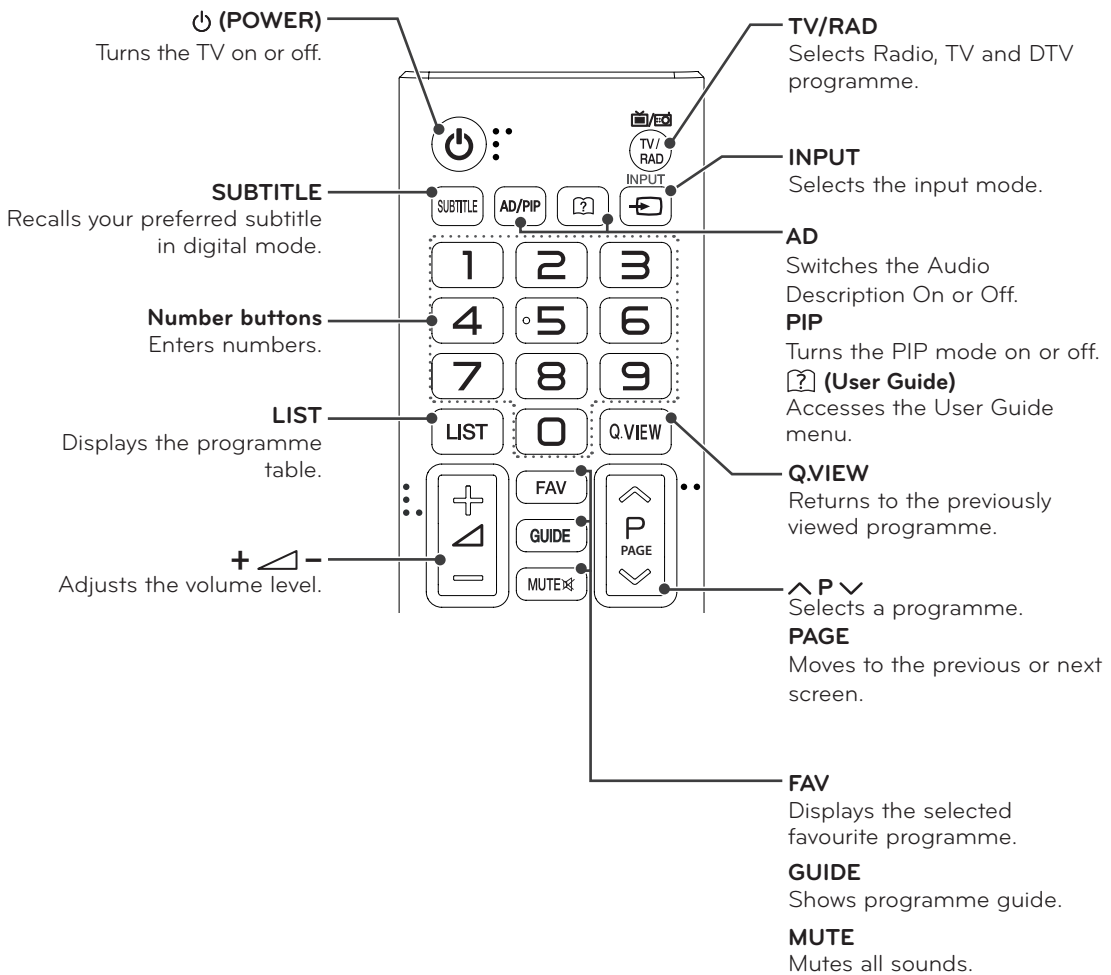 ⏻ (POWER)
Turns the TV on or off.
SUBTITLE
Recalls your preferred subtitle
in digital mode.
Number buttons
Enters numbers.
LIST
Displays the programme
table.
+ −
Adjusts the volume level.
TV/
RAD
INPUT
SUBTITLE
AD/PIP
?
1
2
3
4
5
6
7
8
9
LIST
0
Q.VIEW
FAV
GUIDE
MUTE
P
PAGE
TV/RAD
Selects Radio, TV and DTV
programme.
INPUT
Selects the input mode.
AD
Switches the Audio
Description On or Off.
PIP
Turns the PIP mode on or off.
? (User Guide)
Accesses the User Guide
menu.
Q.VIEW
Returns to the previously
viewed programme.
P
Selects a programme.
PAGE
Moves to the previous or next
screen.
FAV
Displays the selected
favourite programme.
GUIDE
Shows programme guide.
MUTE
Mutes all sounds.